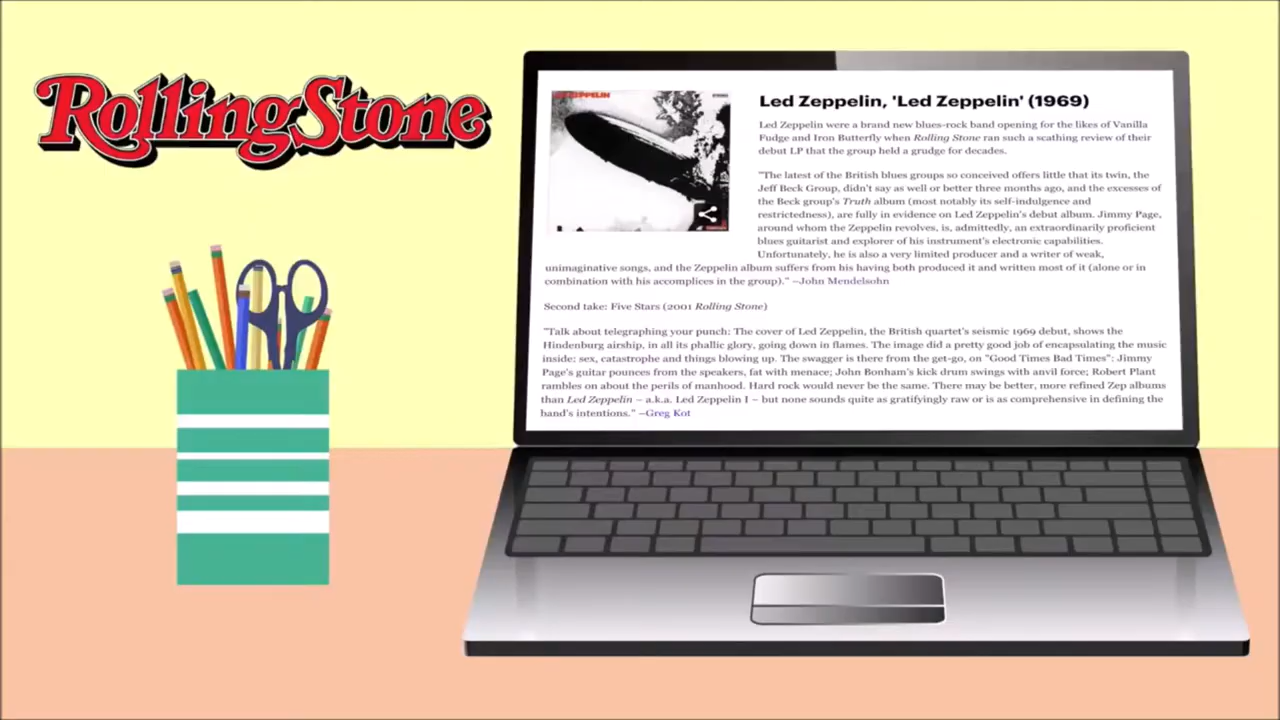 RollingStone
LED ZEPPELIN
Led Zeppelin, 'Led Zeppelin' (1969)
Led Zeppelin were a brand new blues-rock band opening for the likes of Vanilla
Fudge and Iron Butterfly when Rolling Stone ran such a scathing review of their
debut LP that the group held a grudge for decades.
"The latest of the British blues groups so conceived offers little that its twin, the
Jeff Beck Group, didn't say as well or better three months ago, and the excesses of
the Beck group's Truth album (most notably its self-indulgence and
restrictedness), are fully in evidence on Led Zeppelin's debut album. Jimmy Page,
around whom the Zeppelin revolves, is, admittedly, an extraordinarily proficient
blues guitarist and explorer of his instrument's electronic capabilities.
Unfortunately, he is also a very limited producer and a writer of weak,
unimaginative songs, and the Zeppelin album suffers from his having both produced it and written most of it (alone or in
combination with his accomplices in the group)." –John Mendelsohn
Second take: Five Stars (2001 Rolling Stone)
"Talk about telegraphing your punch: The cover of Led Zeppelin, the British quartet's seismic 1969 debut, shows the
Hindenburg airship, in all its phallic glory, going down in flames. The image did a pretty good job of encapsulating the music
inside: sex, catastrophe and things blowing up. The swagger is there from the get-go, on "Good Times Bad Times": Jimmy
Page's guitar pounces from the speakers, fat with menace; John Bonham's kick drum swings with anvil force; Robert Plant
rambles on about the perils of manhood. Hard rock would never be the same. There may be better, more refined Zep albums
than Led Zeppelin – a.k.a. Led Zeppelin I – but none sounds quite as gratifyingly raw or is as comprehensive in defining the
band's intentions." –Greg Kot